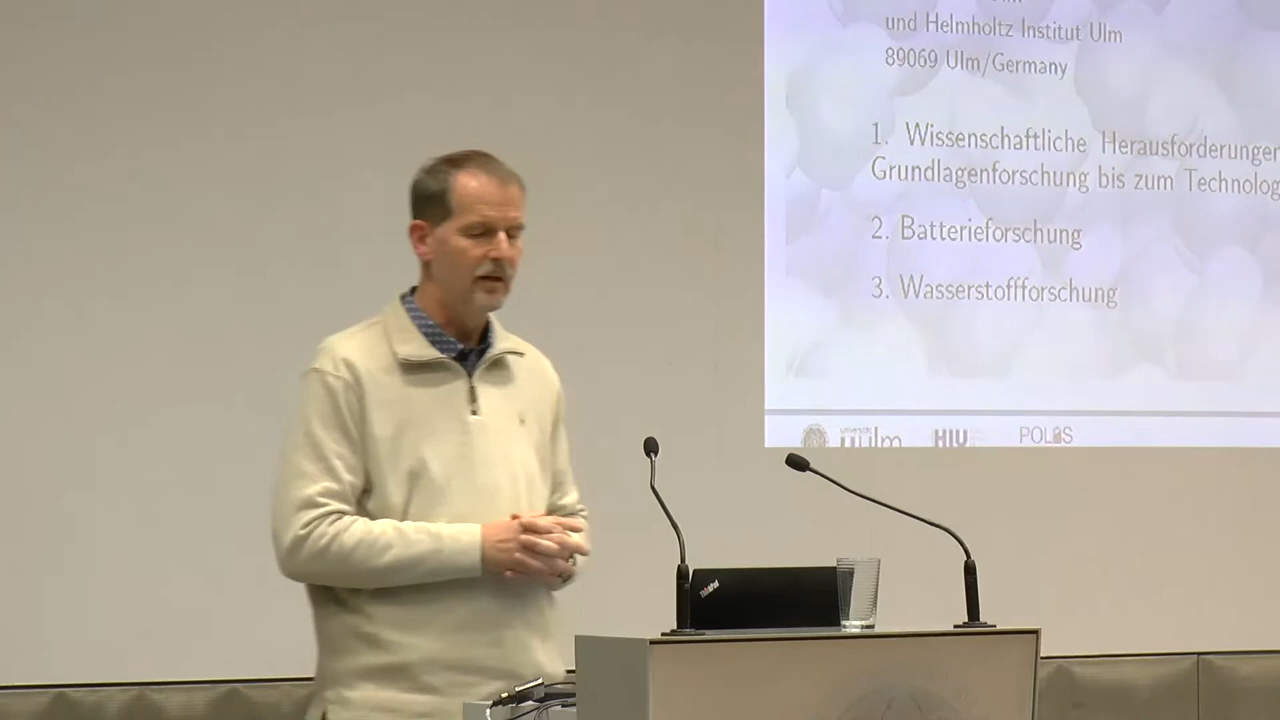 und Helmholtz Institut Ulm
89069 Ulm/Germany
1. Wissenschaftliche Herausforderungen
Grundlagenforschung bis zum Technolog
2. Batterieforschung
3. Wasserstoffforschung
ulm HIU POLiS
ThinkPad